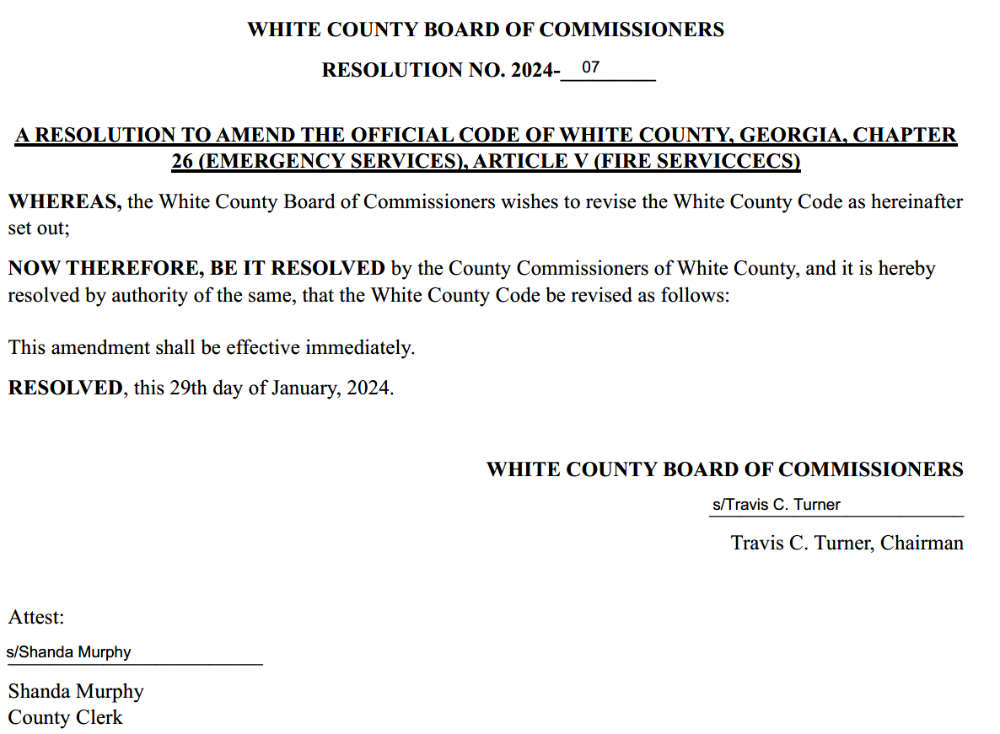 WHITE COUNTY BOARD OF COMMISSIONERS
RESOLUTION NO. 2024-___07___
A RESOLUTION TO AMEND THE OFFICIAL CODE OF WHITE COUNTY, GEORGIA, CHAPTER
26 (EMERGENCY SERVICES), ARTICLE V (FIRE SERVICCECS)
WHEREAS, the White County Board of Commissioners wishes to revise the White County Code as hereinafter
set out;
NOW THEREFORE, BE IT RESOLVED by the County Commissioners of White County, and it is hereby
resolved by authority of the same, that the White County Code be revised as follows:
This amendment shall be effective immediately.
RESOLVED, this 29th day of January, 2024.
WHITE COUNTY BOARD OF COMMISSIONERS
s/Travis C. Turner
Travis C. Turner, Chairman
Attest:
s/Shanda Murphy
Shanda Murphy
County Clerk